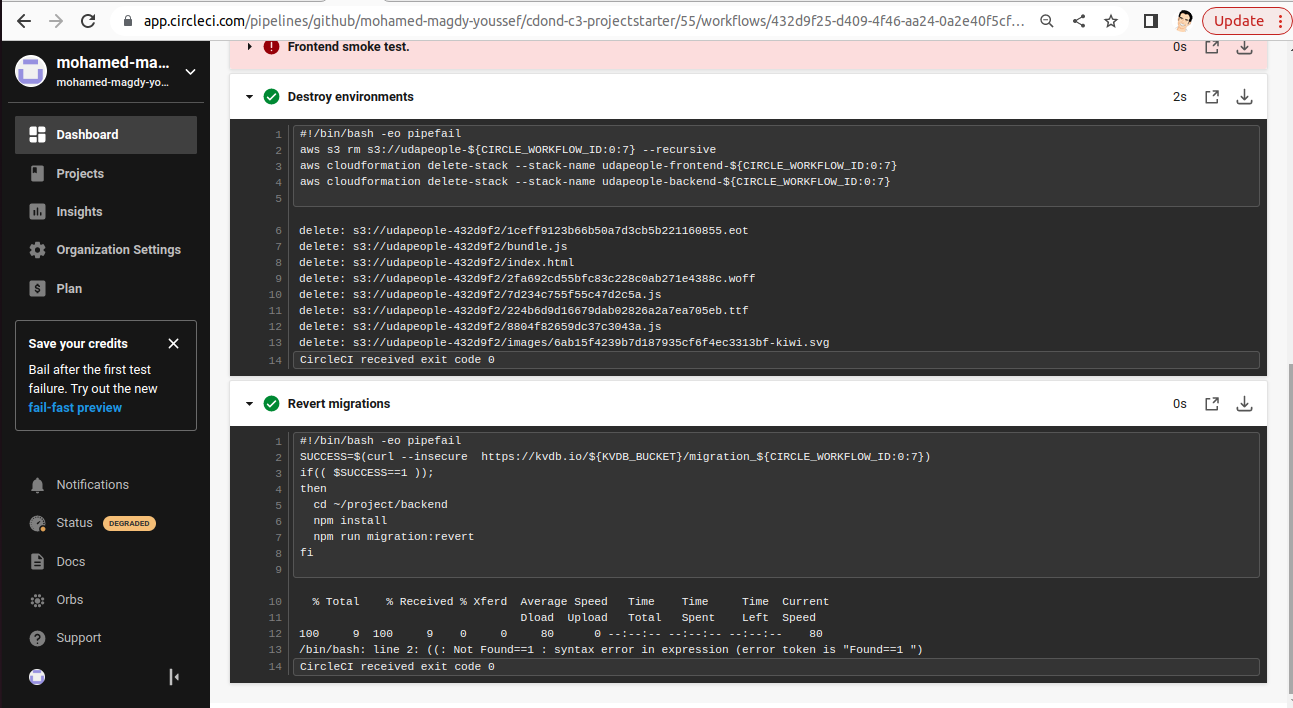 app.circleci.com/pipelines/github/mohamed-magdy-youssef/cdond-c3-projectstarter/55/workflows/432d9f25-d409-4f46-aa24-0a2e40f5cf...
Update
mohamed-ma...
mohamed-magdy-yo...
Dashboard
Projects
Insights
Organization Settings
Plan
Save your credits
Bail after the first test
failure. Try out the new
fail-fast preview
Notifications
Status DEGRADED
Docs
Orbs
Support
Frontend smoke test. 0s
Destroy environments 2s
1 #!/bin/bash -eo pipefail
2 aws s3 rm s3://udapeople-${CIRCLE_WORKFLOW_ID:0:7} --recursive
3 aws cloudformation delete-stack --stack-name udapeople-frontend-${CIRCLE_WORKFLOW_ID:0:7}
4 aws cloudformation delete-stack --stack-name udapeople-backend-${CIRCLE_WORKFLOW_ID:0:7}
5
6 delete: s3://udapeople-432d9f2/1ceff9123b66b50a7d3cb5b221160855.eot
7 delete: s3://udapeople-432d9f2/bundle.js
8 delete: s3://udapeople-432d9f2/index.html
9 delete: s3://udapeople-432d9f2/2fa692cd55bfc83c228c0ab271e4388c.woff
10 delete: s3://udapeople-432d9f2/7d234c755f55c47d2c5a.js
11 delete: s3://udapeople-432d9f2/224b6d9d16679dab02826a2a7ea705eb.ttf
12 delete: s3://udapeople-432d9f2/8804f82659dc37c3043a.js
13 delete: s3://udapeople-432d9f2/images/6ab15f4239b7d187935cf6f4ec3313bf-kiwi.svg
14 CircleCI received exit code 0
Revert migrations 0s
1 #!/bin/bash -eo pipefail
2 SUCCESS=$(curl --insecure  https://kvdb.io/${KVDB_BUCKET}/migration_${CIRCLE_WORKFLOW_ID:0:7})
3 if(( $SUCCESS==1 ));
4 then
5   cd ~/project/backend
6   npm install
7   npm run migration:revert
8 fi
9
10   % Total    % Received % Xferd  Average Speed   Time    Time     Time  Current
11                                  Dload  Upload   Total   Spent    Left  Speed
12 100     9  100     9    0     0     80      0 --:--:-- --:--:-- --:--:--    80
13 /bin/bash: line 2: ((: Not Found==1 : syntax error in expression (error token is "Found==1 ")
14 CircleCI received exit code 0